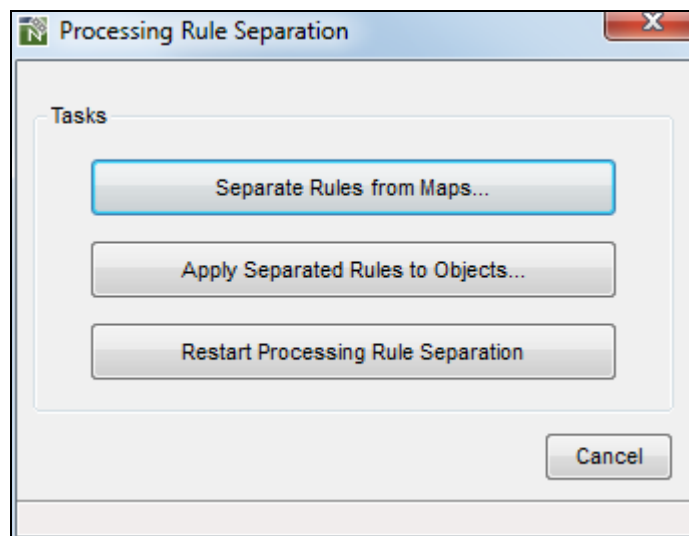 Processing Rule Separation
Tasks
Separate Rules from Maps...
Apply Separated Rules to Objects...
Restart Processing Rule Separation
Cancel